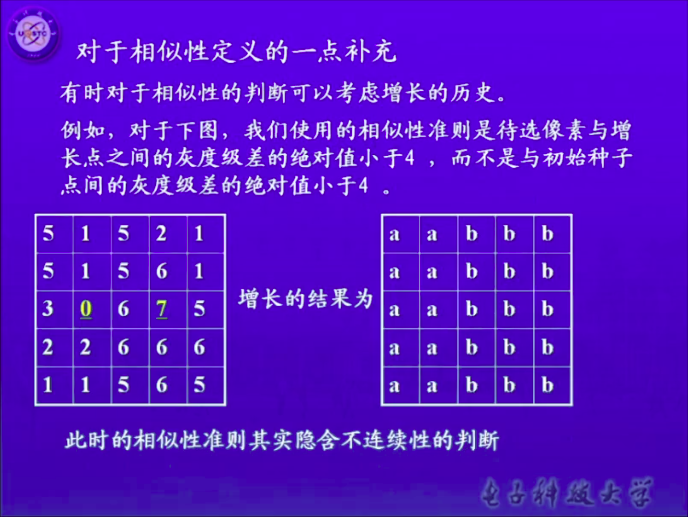 对于相似性定义的一点补充
有时对于相似性的判断可以考虑增长的历史。
例如，对于下图，我们使用的相似性准则是待选像素与增
长点之间的灰度级差的绝对值小于4 ，而不是与初始种子
点间的灰度级差的绝对值小于4 。
5 1 5 2 1
5 1 5 6 1
3 0 6 7 5
2 2 6 6 6
1 1 5 6 5
增长的结果为
a a b b b
a a b b b
a a b b b
a a b b b
a a b b b
此时的相似性准则其实隐含不连续性的判断
电子科技大学